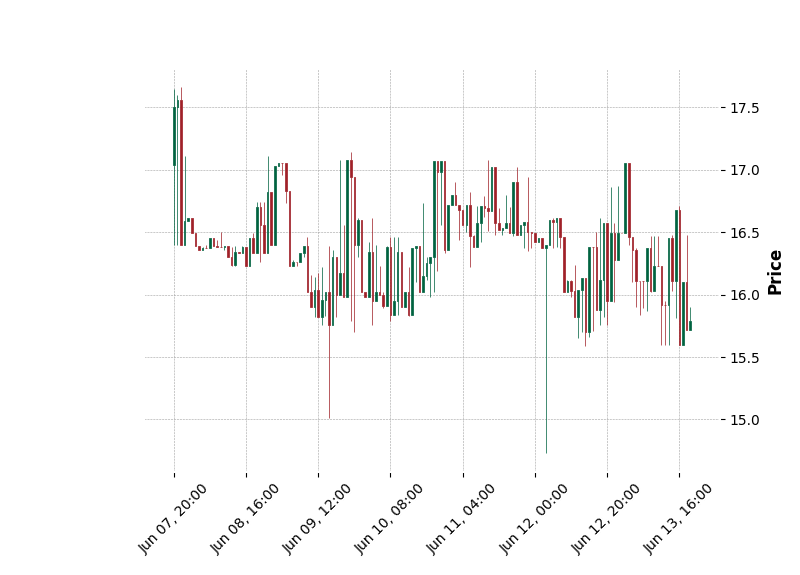 17.5
17.0
16.5
16.0
15.5
15.0
Price
Jun 07, 20:00
Jun 08, 16:00
Jun 09, 12:00
Jun 10, 08:00
Jun 11, 04:00
Jun 12, 00:00
Jun 12, 20:00
Jun 13, 16:00